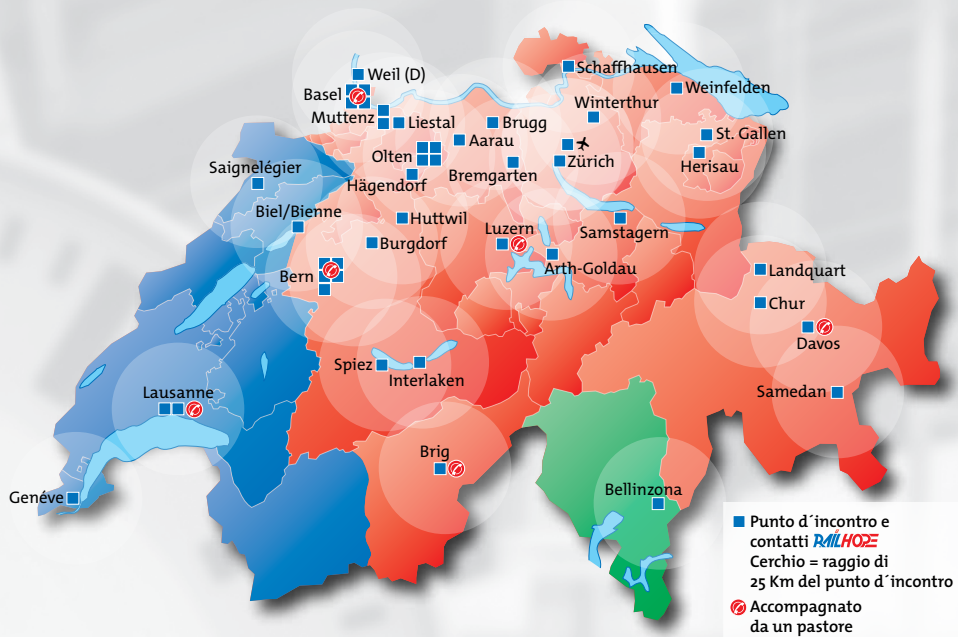 Schaffhausen
Weil (D)
Weinfelden
Basel
Winterthur
Muttenz
Liestal
Brugg
St. Gallen
Aarau
Olten
Zürich
Herisau
Saignelégier
Bremgarten
Hägendorf
Biel/Bienne
Huttwil
Luzern
Samstagern
Burgdorf
Arth-Goldau
Bern
Landquart
Chur
Davos
Spiez
Interlaken
Lausanne
Samedan
Brig
Bellinzona
Genéve
Punto d´incontro e
contatti RAILHOPE
Cerchio = raggio di
25 Km del punto d´incontro
Accompagnato
da un pastore